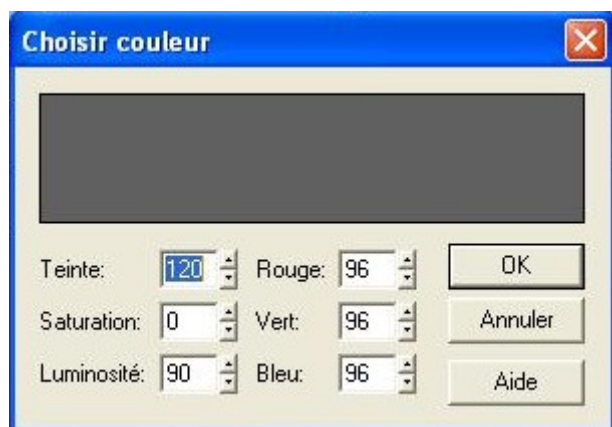 Choisir couleur
Teinte: 120 Rouge: 96 OK
Saturation: 0 Vert: 96 Annuler
Luminosité: 90 Bleu: 96 Aide